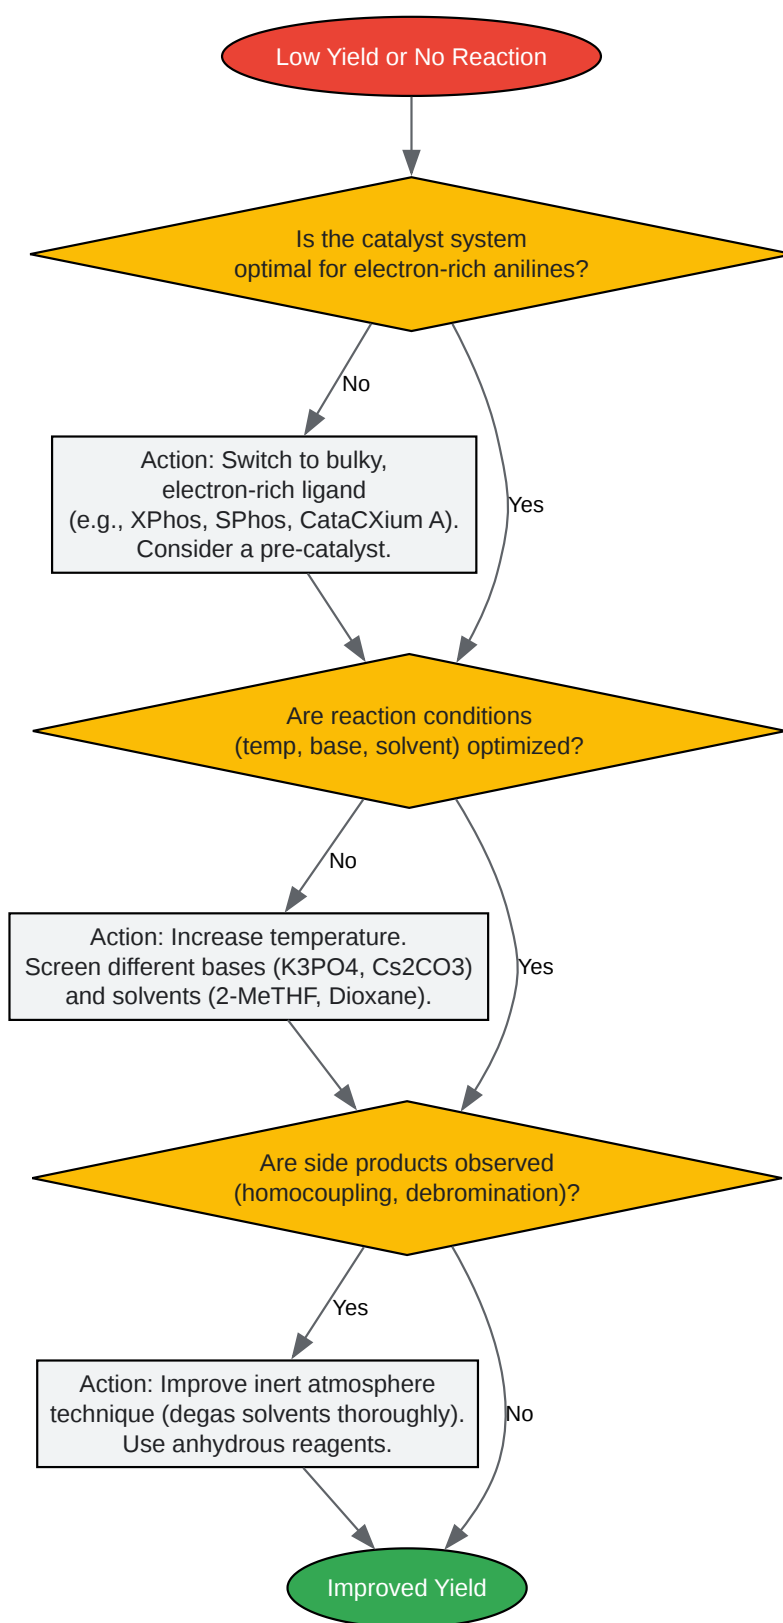 Low Yield or No Reaction
Is the catalyst system
optimal for electron-rich anilines?
No
Action: Switch to bulky,
electron-rich ligand
(e.g., XPhos, SPhos, CataCXium A).
Consider a pre-catalyst.
Yes
Are reaction conditions
(temp, base, solvent) optimized?
No
Action: Increase temperature.
Screen different bases (K3PO4, Cs2CO3)
and solvents (2-MeTHF, Dioxane).
Yes
Are side products observed
(homocoupling, debromination)?
Yes
Action: Improve inert atmosphere
technique (degas solvents thoroughly).
Use anhydrous reagents.
No
Improved Yield